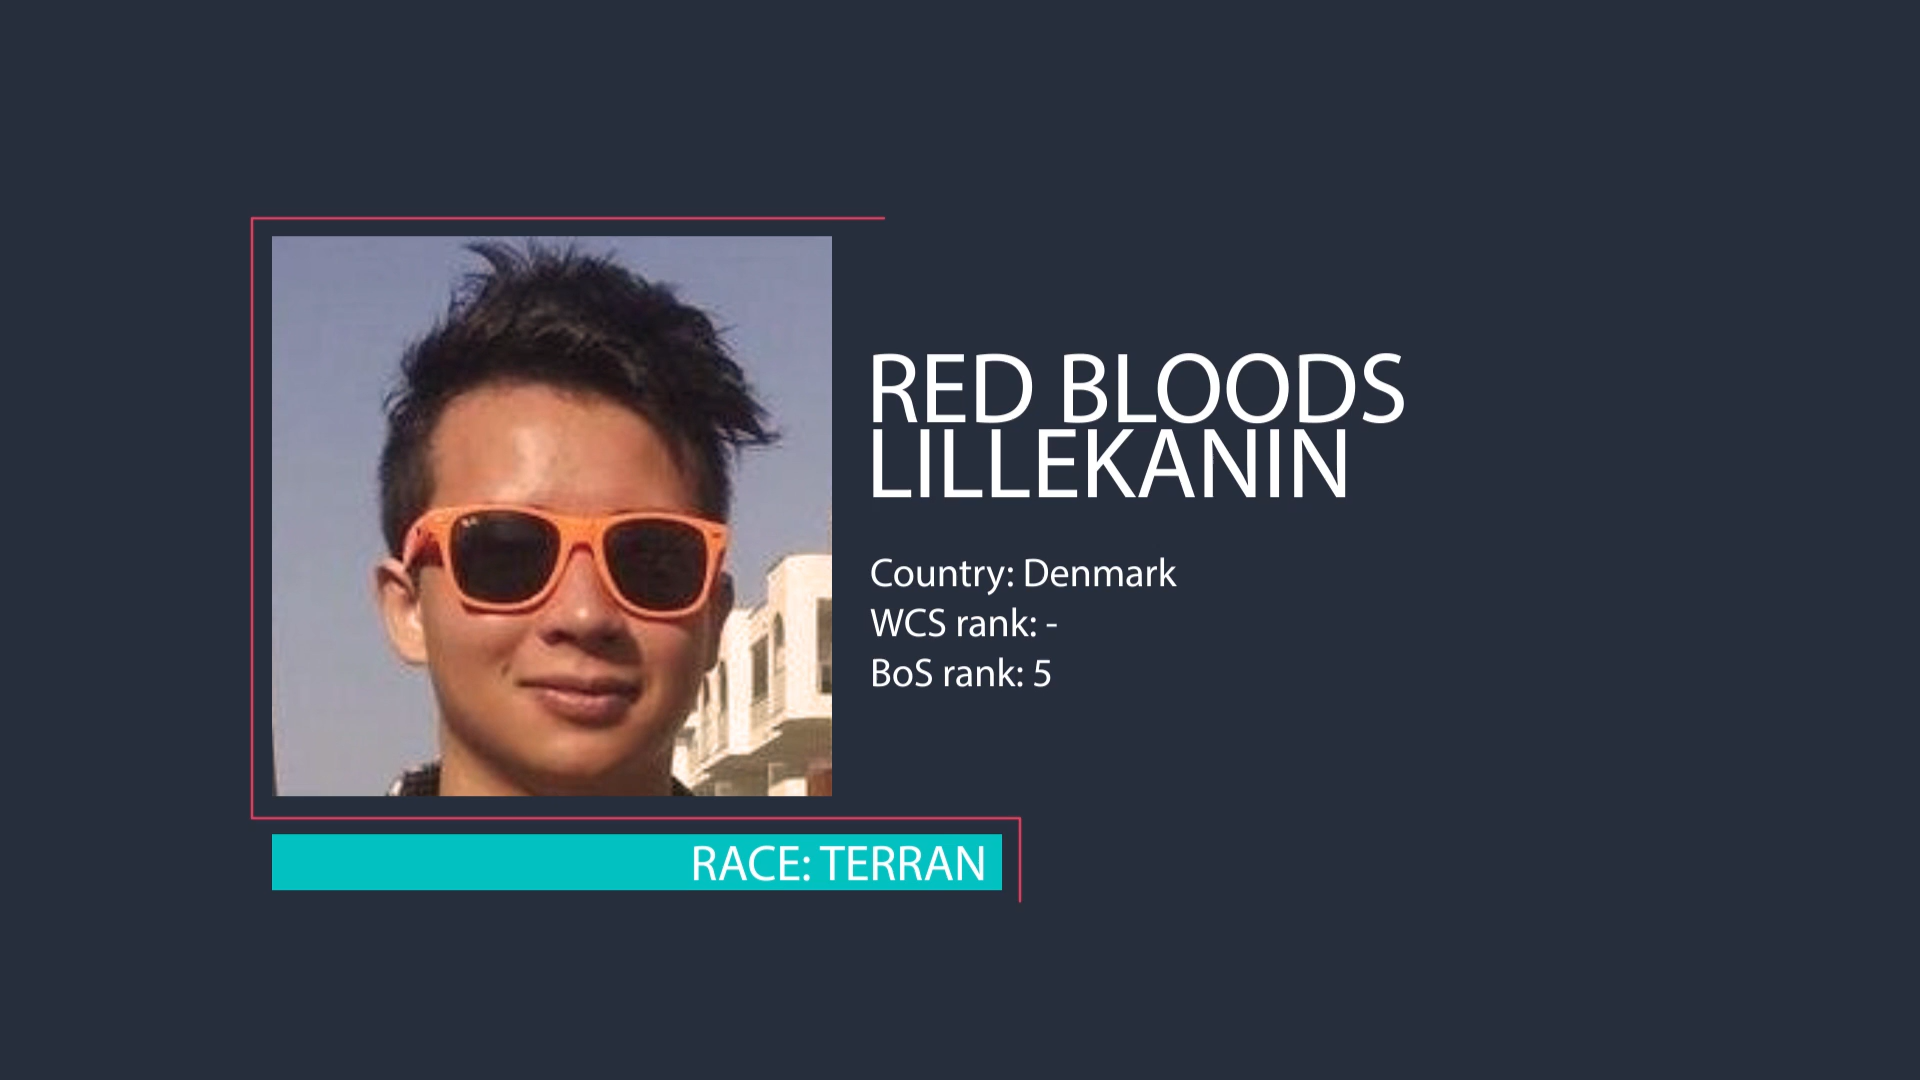 RED BLOODS
LILLEKANIN
Country: Denmark
WCS rank: -
BoS rank: 5
RACE: TERRAN